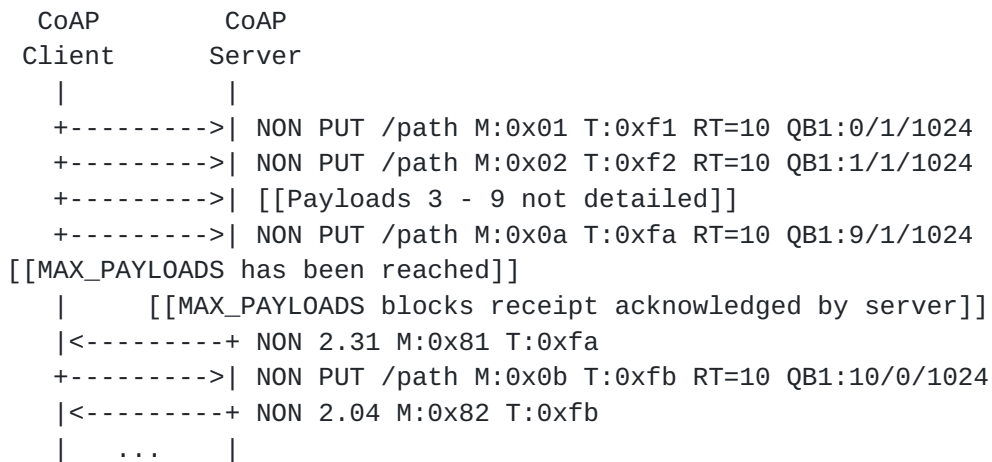 CoAP        CoAP
 Client       Server
   |          |
   +--------->| NON PUT /path M:0x01 T:0xf1 RT=10 QB1:0/1/1024
   +--------->| NON PUT /path M:0x02 T:0xf2 RT=10 QB1:1/1/1024
   +--------->| [[Payloads 3 - 9 not detailed]]
   +--------->| NON PUT /path M:0x0a T:0xfa RT=10 QB1:9/1/1024
[[MAX_PAYLOADS has been reached]]
   |     [[MAX_PAYLOADS blocks receipt acknowledged by server]]
   |<---------+ NON 2.31 M:0x81 T:0xfa
   +--------->| NON PUT /path M:0x0b T:0xfb RT=10 QB1:10/0/1024
   |<---------+ NON 2.04 M:0x82 T:0xfb
   |   ...    |